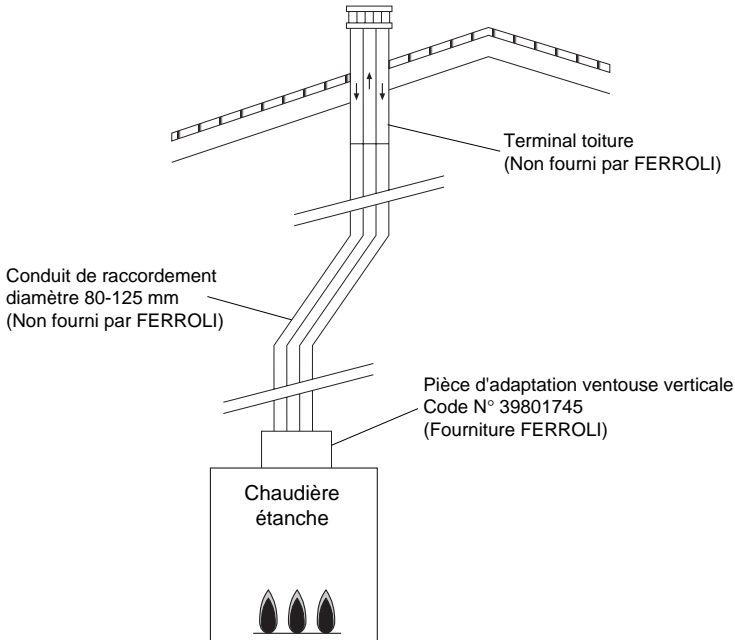 Terminal toiture
(Non fourni par FERROLI)
Conduit de raccordement
diamètre 80-125 mm
(Non fourni par FERROLI)
Pièce d'adaptation ventouse verticale
Code N° 39801745
(Fourniture FERROLI)
Chaudière
étanche